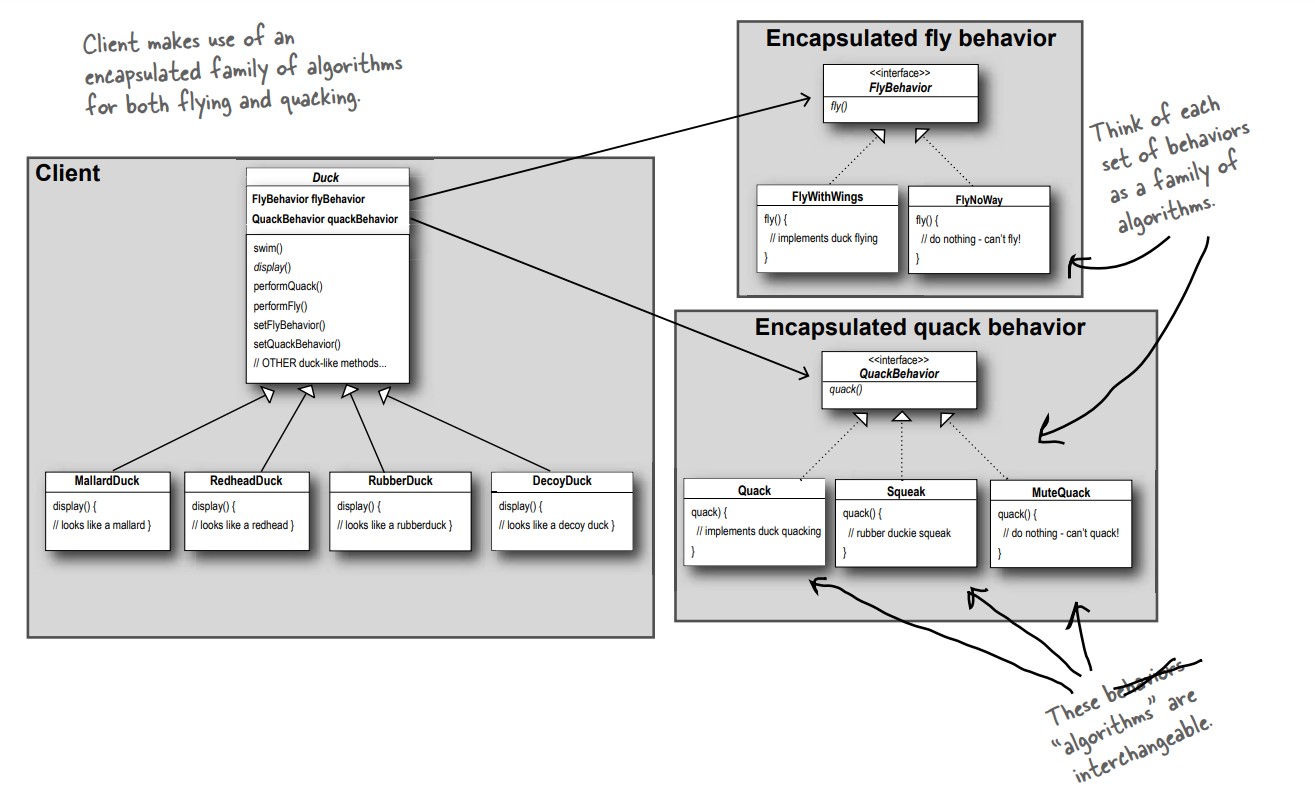 Client makes use of an
encapsulated family of algorithms
for both flying and quacking.
Client
Duck
FlyBehavior flyBehavior
QuackBehavior quackBehavior
swim()
display()
performQuack()
performFly()
setFlyBehavior()
setQuackBehavior()
// OTHER duck-like methods...
MallardDuck
display() {
// looks like a mallard }
RedheadDuck
display() {
// looks like a redhead }
RubberDuck
display() {
// looks like a rubberduck }
DecoyDuck
display() {
// looks like a decoy duck }
Encapsulated fly behavior
<<interface>>
FlyBehavior
fly()
FlyWithWings
fly() {
// implements duck flying
}
FlyNoWay
fly() {
// do nothing - can't fly!
}
Think of each
set of behaviors
as a family of
algorithms.
Encapsulated quack behavior
<<interface>>
QuackBehavior
quack()
Quack
quack) {
// implements duck quacking
}
Squeak
quack() {
// rubber duckie squeak
}
MuteQuack
quack() {
// do nothing - can't quack!
}
These behaviors
“algorithms” are
interchangeable.